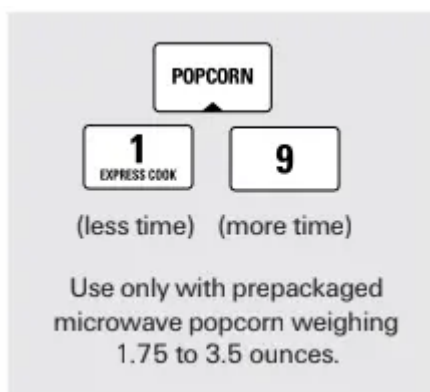 POPCORN
1 9
EXPRESS COOK
(less time) (more time)
Use only with prepackaged
microwave popcorn weighing
1.75 to 3.5 ounces.